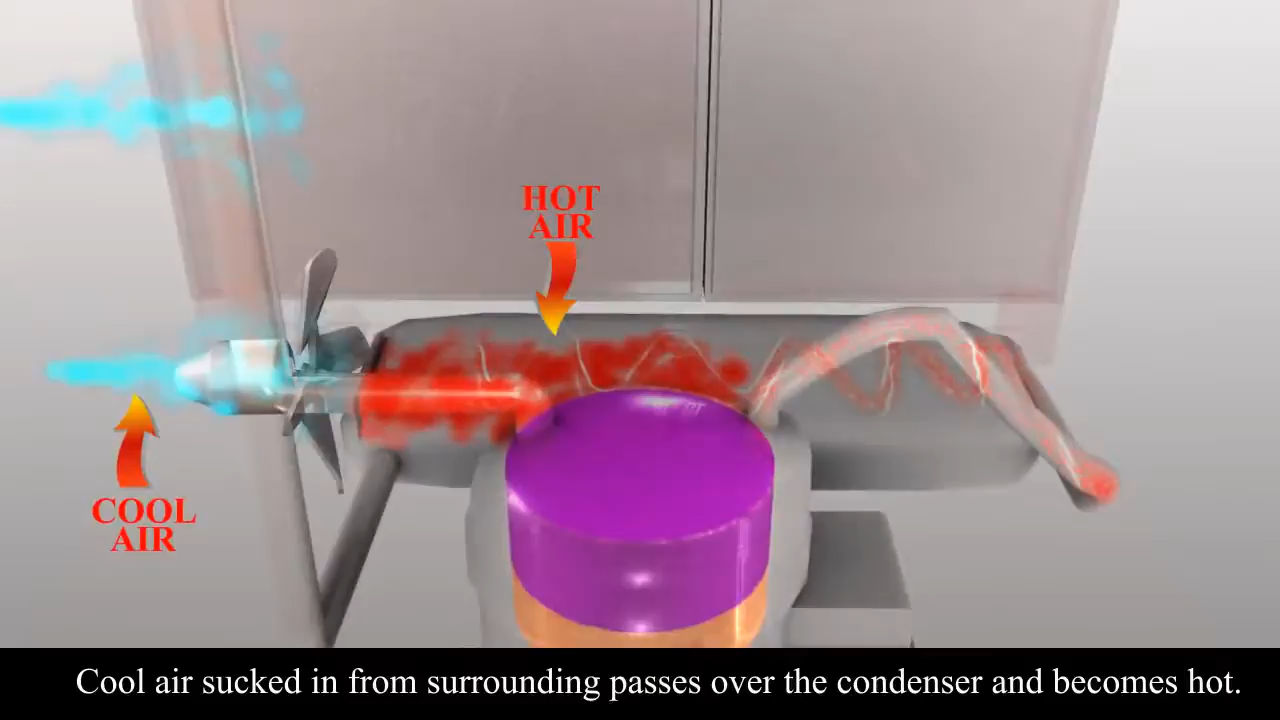 HOT
AIR
COOL
AIR
Cool air sucked in from surrounding passes over the condenser and becomes hot.